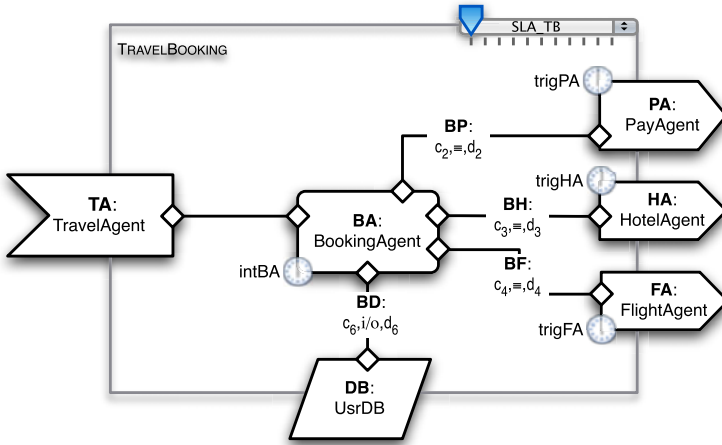 SLA_TB
TRAVELBOOKING
trigPA
PA:
PayAgent
BP:
c2,≡,d2
trigHA
HA:
HotelAgent
TA:
TravelAgent
BA:
BookingAgent
BH:
c3,≡,d3
BF:
c4,≡,d4
intBA
FA:
FlightAgent
trigFA
BD:
c6,i/o,d6
DB:
UsrDB